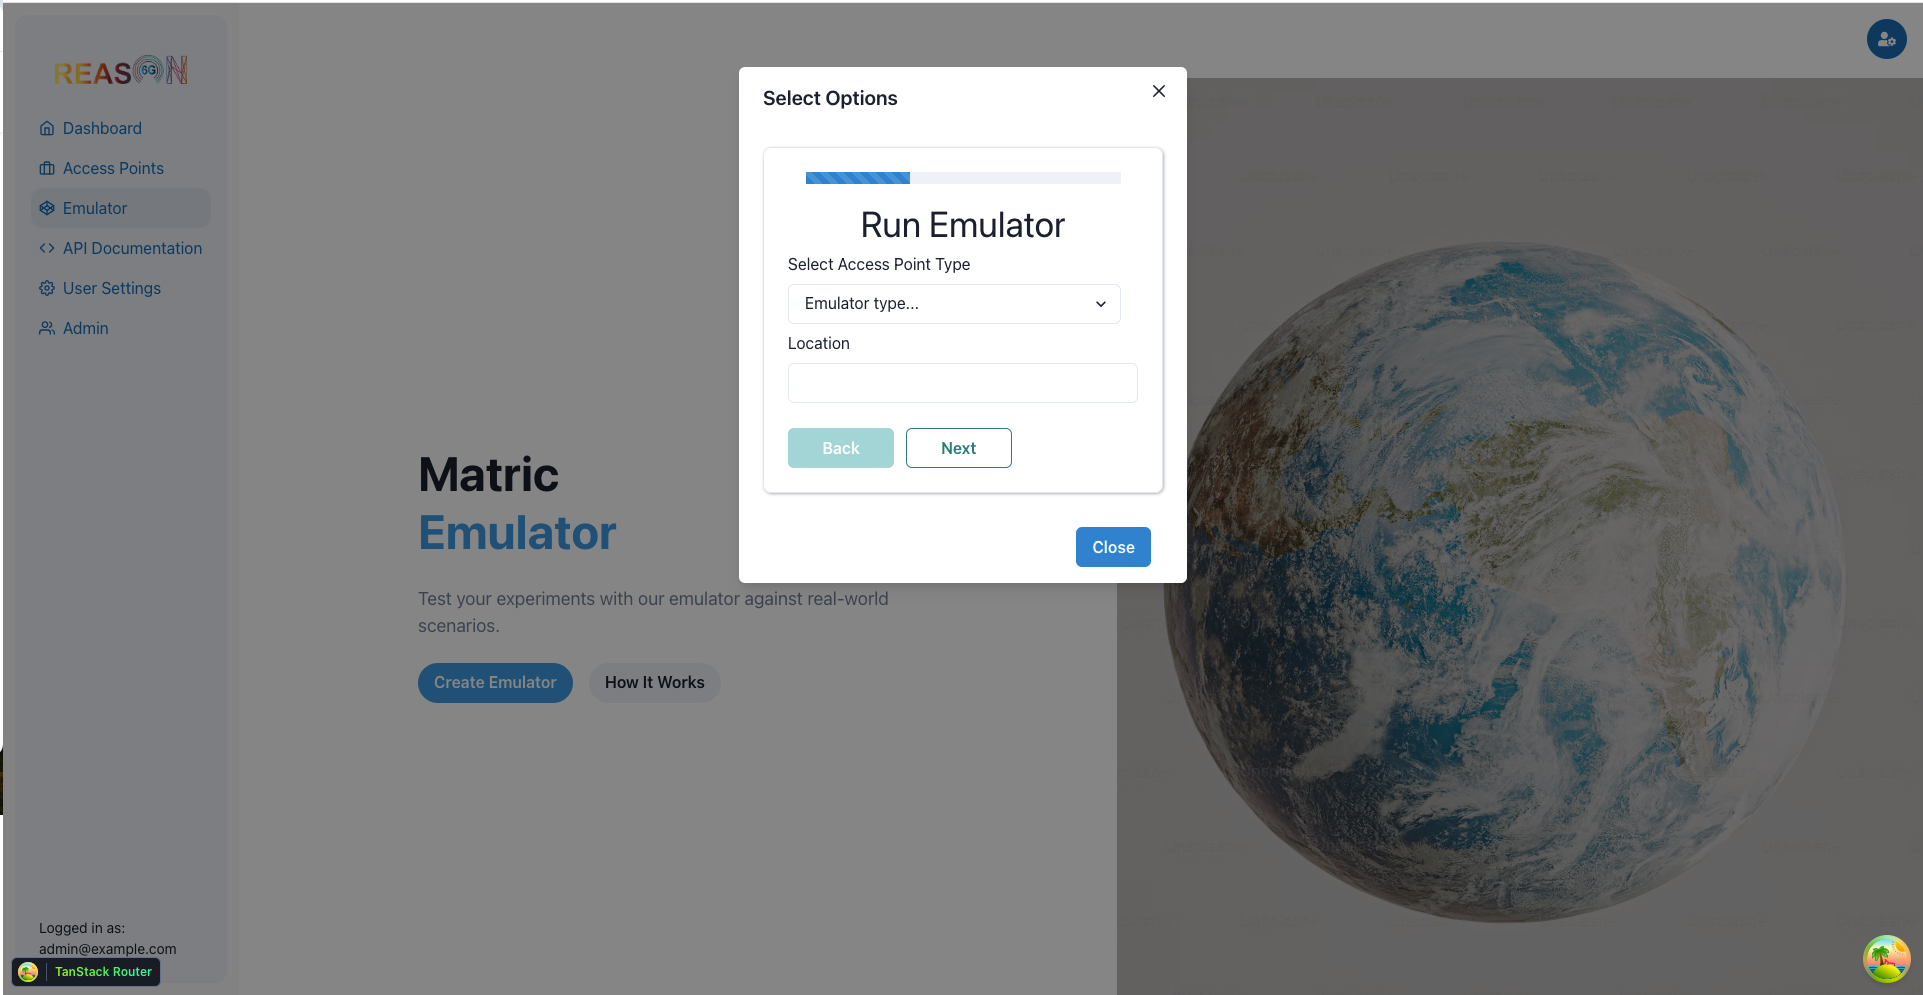 REASON
6G
Dashboard
Access Points
Emulator
API Documentation
User Settings
Admin
Select Options
Run Emulator
Select Access Point Type
Emulator type...
Location
Back
Next
Close
Matric
Emulator
Test your experiments with our emulator against real-world
scenarios.
Create Emulator
How It Works
Logged in as:
admin@example.com
TanStack Router